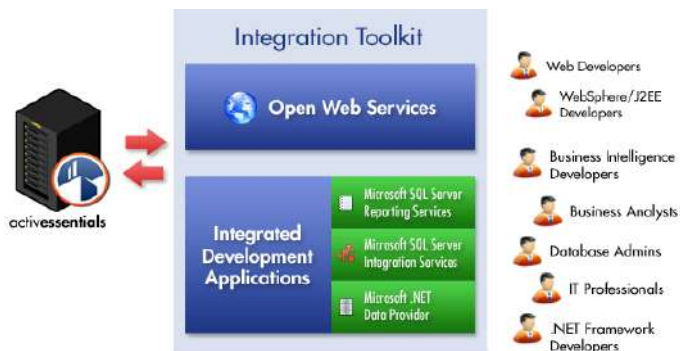 Integration Toolkit
Open Web Services
activessentials
Integrated
Development
Applications
Microsoft SQL Server
Reporting Services
Microsoft SQL Server
Integration Services
Microsoft .NET
Data Provider
Web Developers
WebSphere/J2EE
Developers
Business Intelligence
Developers
Business Analysts
Database Admins
IT Professionals
.NET Framework
Developers